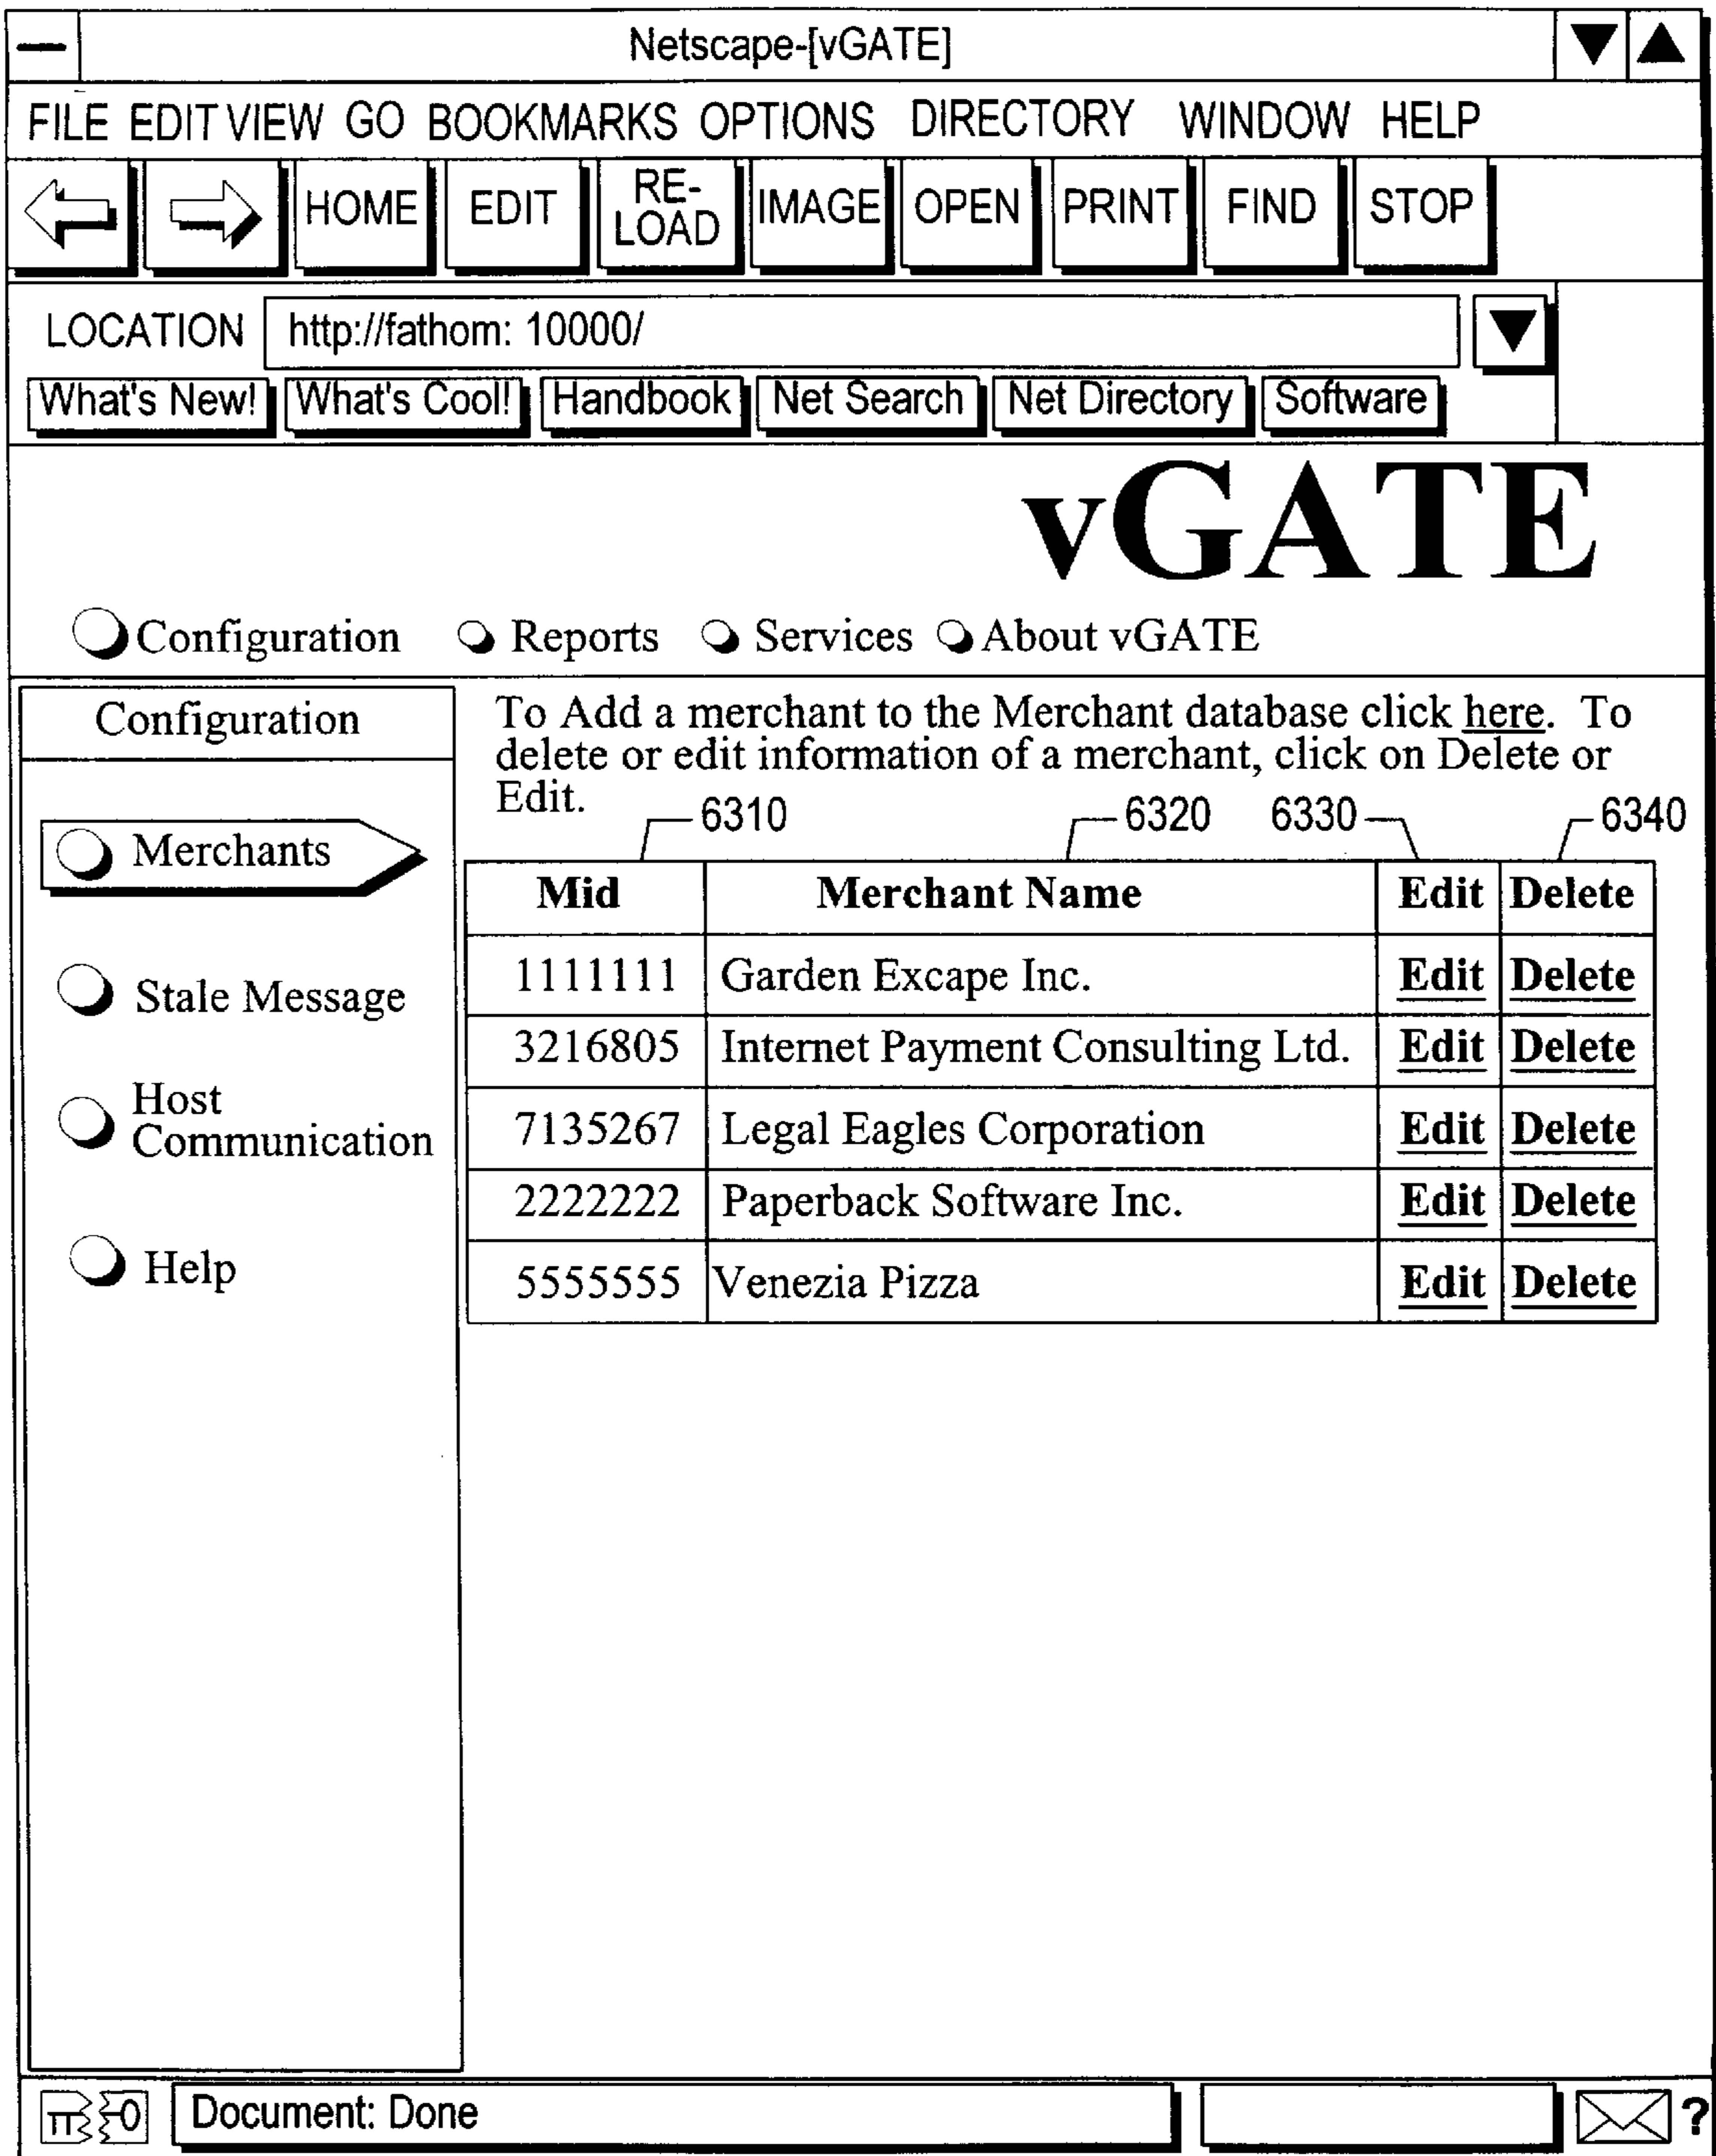 Netscape-[vGATE]
FILE EDIT VIEW GO BOOKMARKS OPTIONS DIRECTORY WINDOW HELP
HOME EDIT RE-LOAD IMAGE OPEN PRINT FIND STOP
LOCATION http://fathom: 10000/
What's New! What's Cool! Handbook Net Search Net Directory Software
vGATE
Configuration Reports Services About vGATE
Configuration
Merchants
Stale Message
Host
Communication
Help
To Add a merchant to the Merchant database click here. To
delete or edit information of a merchant, click on Delete or
Edit.
6310 6320 6330 6340
Mid Merchant Name Edit Delete
1111111 Garden Excape Inc. Edit Delete
3216805 Internet Payment Consulting Ltd. Edit Delete
7135267 Legal Eagles Corporation Edit Delete
2222222 Paperback Software Inc. Edit Delete
5555555 Venezia Pizza Edit Delete
Document: Done ?